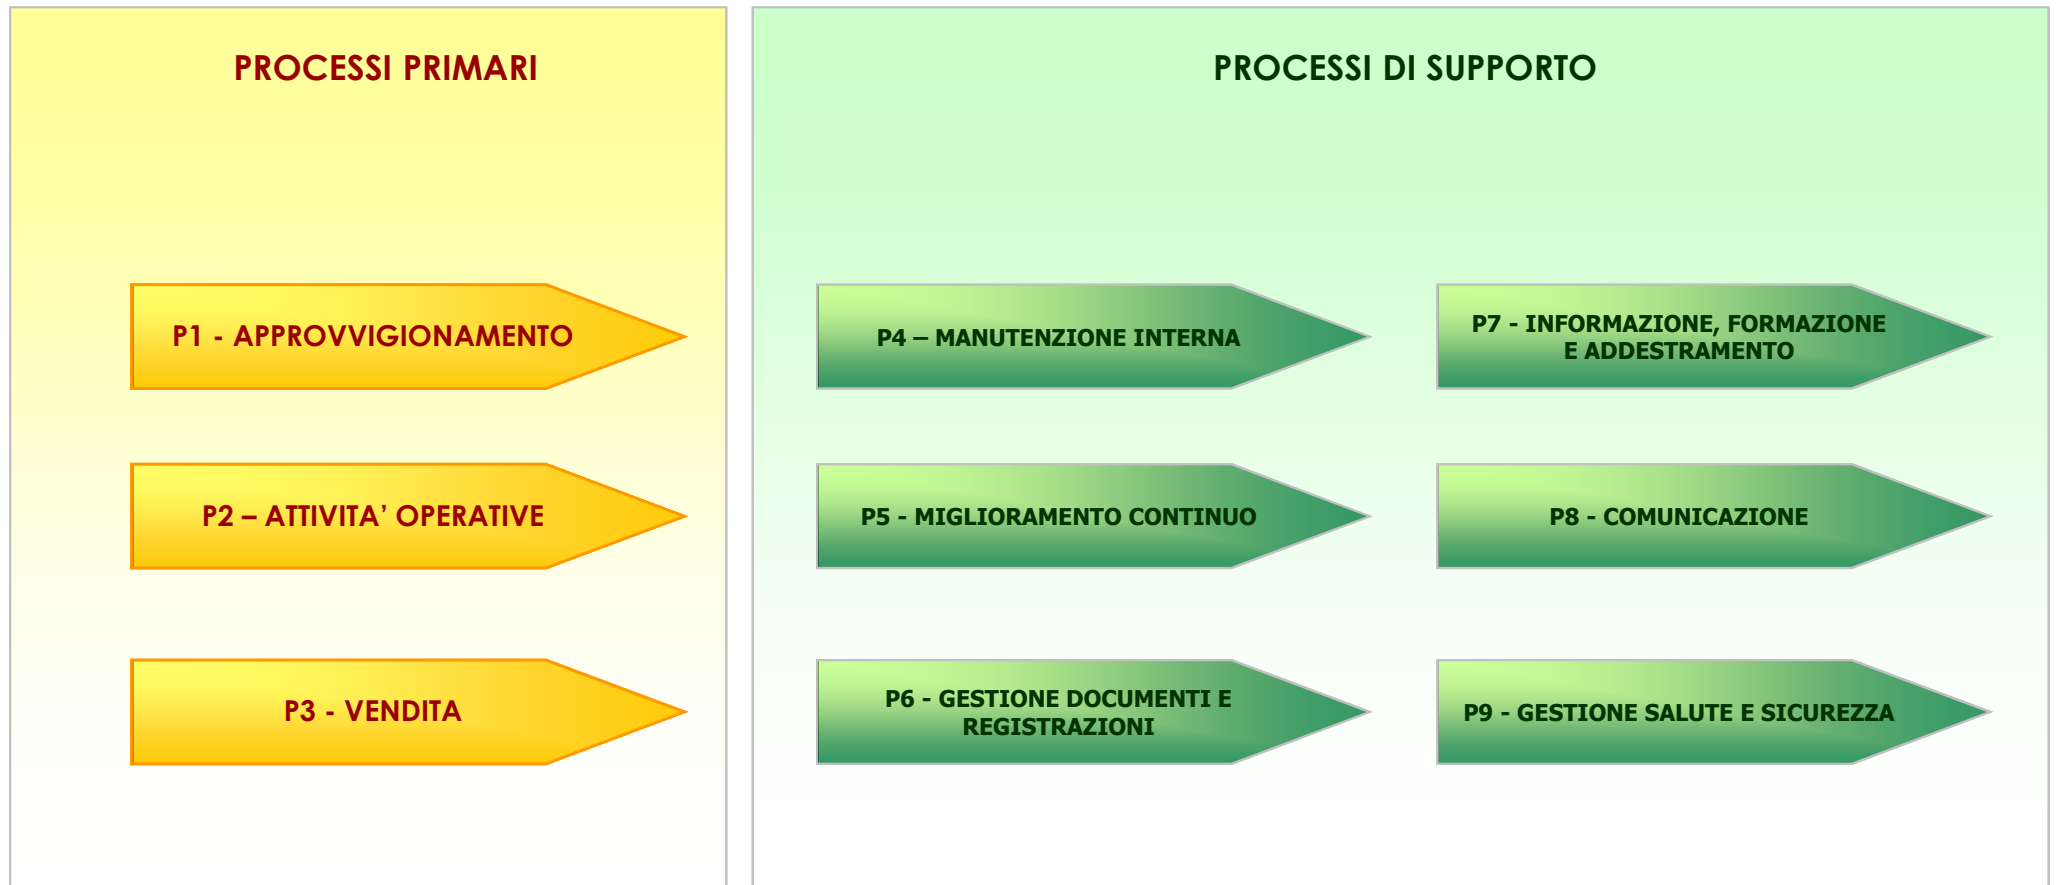 PROCESSI PRIMARI
P1 - APPROVVIGIONAMENTO
P2 – ATTIVITA’ OPERATIVE
P3 - VENDITA
PROCESSI DI SUPPORTO
P4 – MANUTENZIONE INTERNA
P5 - MIGLIORAMENTO CONTINUO
P6 - GESTIONE DOCUMENTI E
REGISTRAZIONI
P7 - INFORMAZIONE, FORMAZIONE
E ADDESTRAMENTO
P8 - COMUNICAZIONE
P9 - GESTIONE SALUTE E SICUREZZA